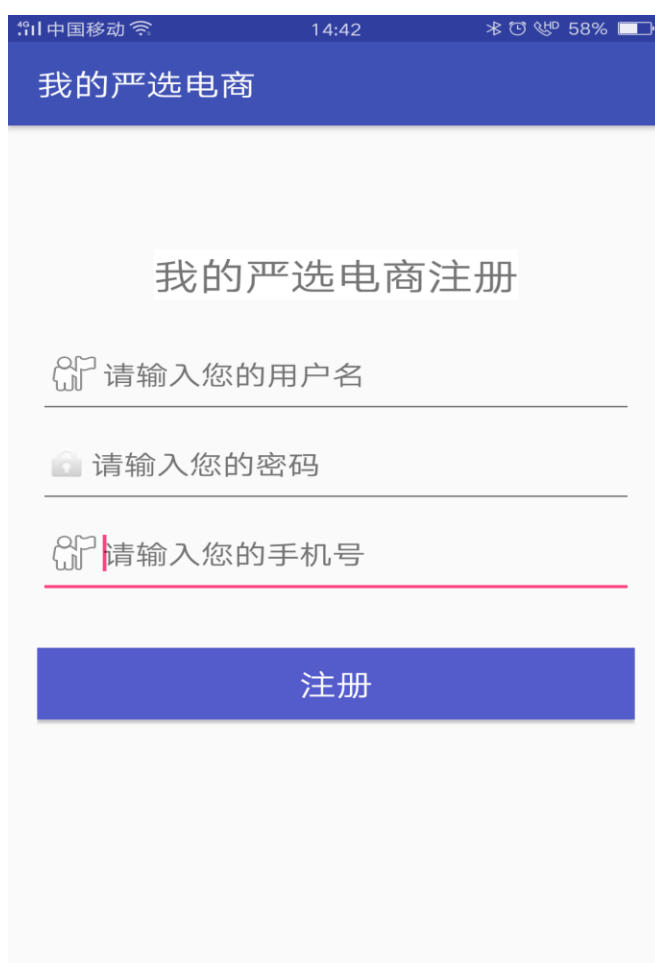 46 中国移动 14:42 HD 58%
我的严选电商
我的严选电商注册
请输入您的用户名
请输入您的密码
请输入您的手机号
注册